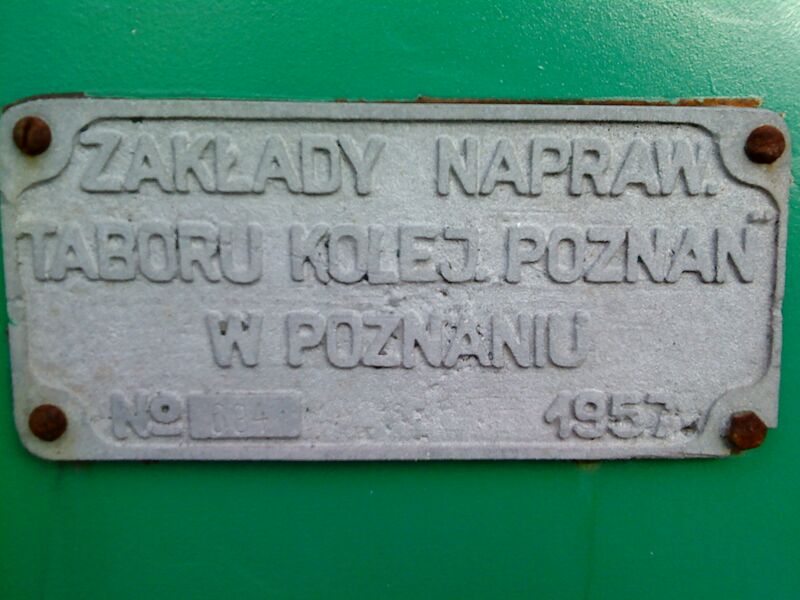 ZAKŁADY NAPRAW.
TABORU KOLEJ. POZNAŃ
W POZNANIU
No 1957